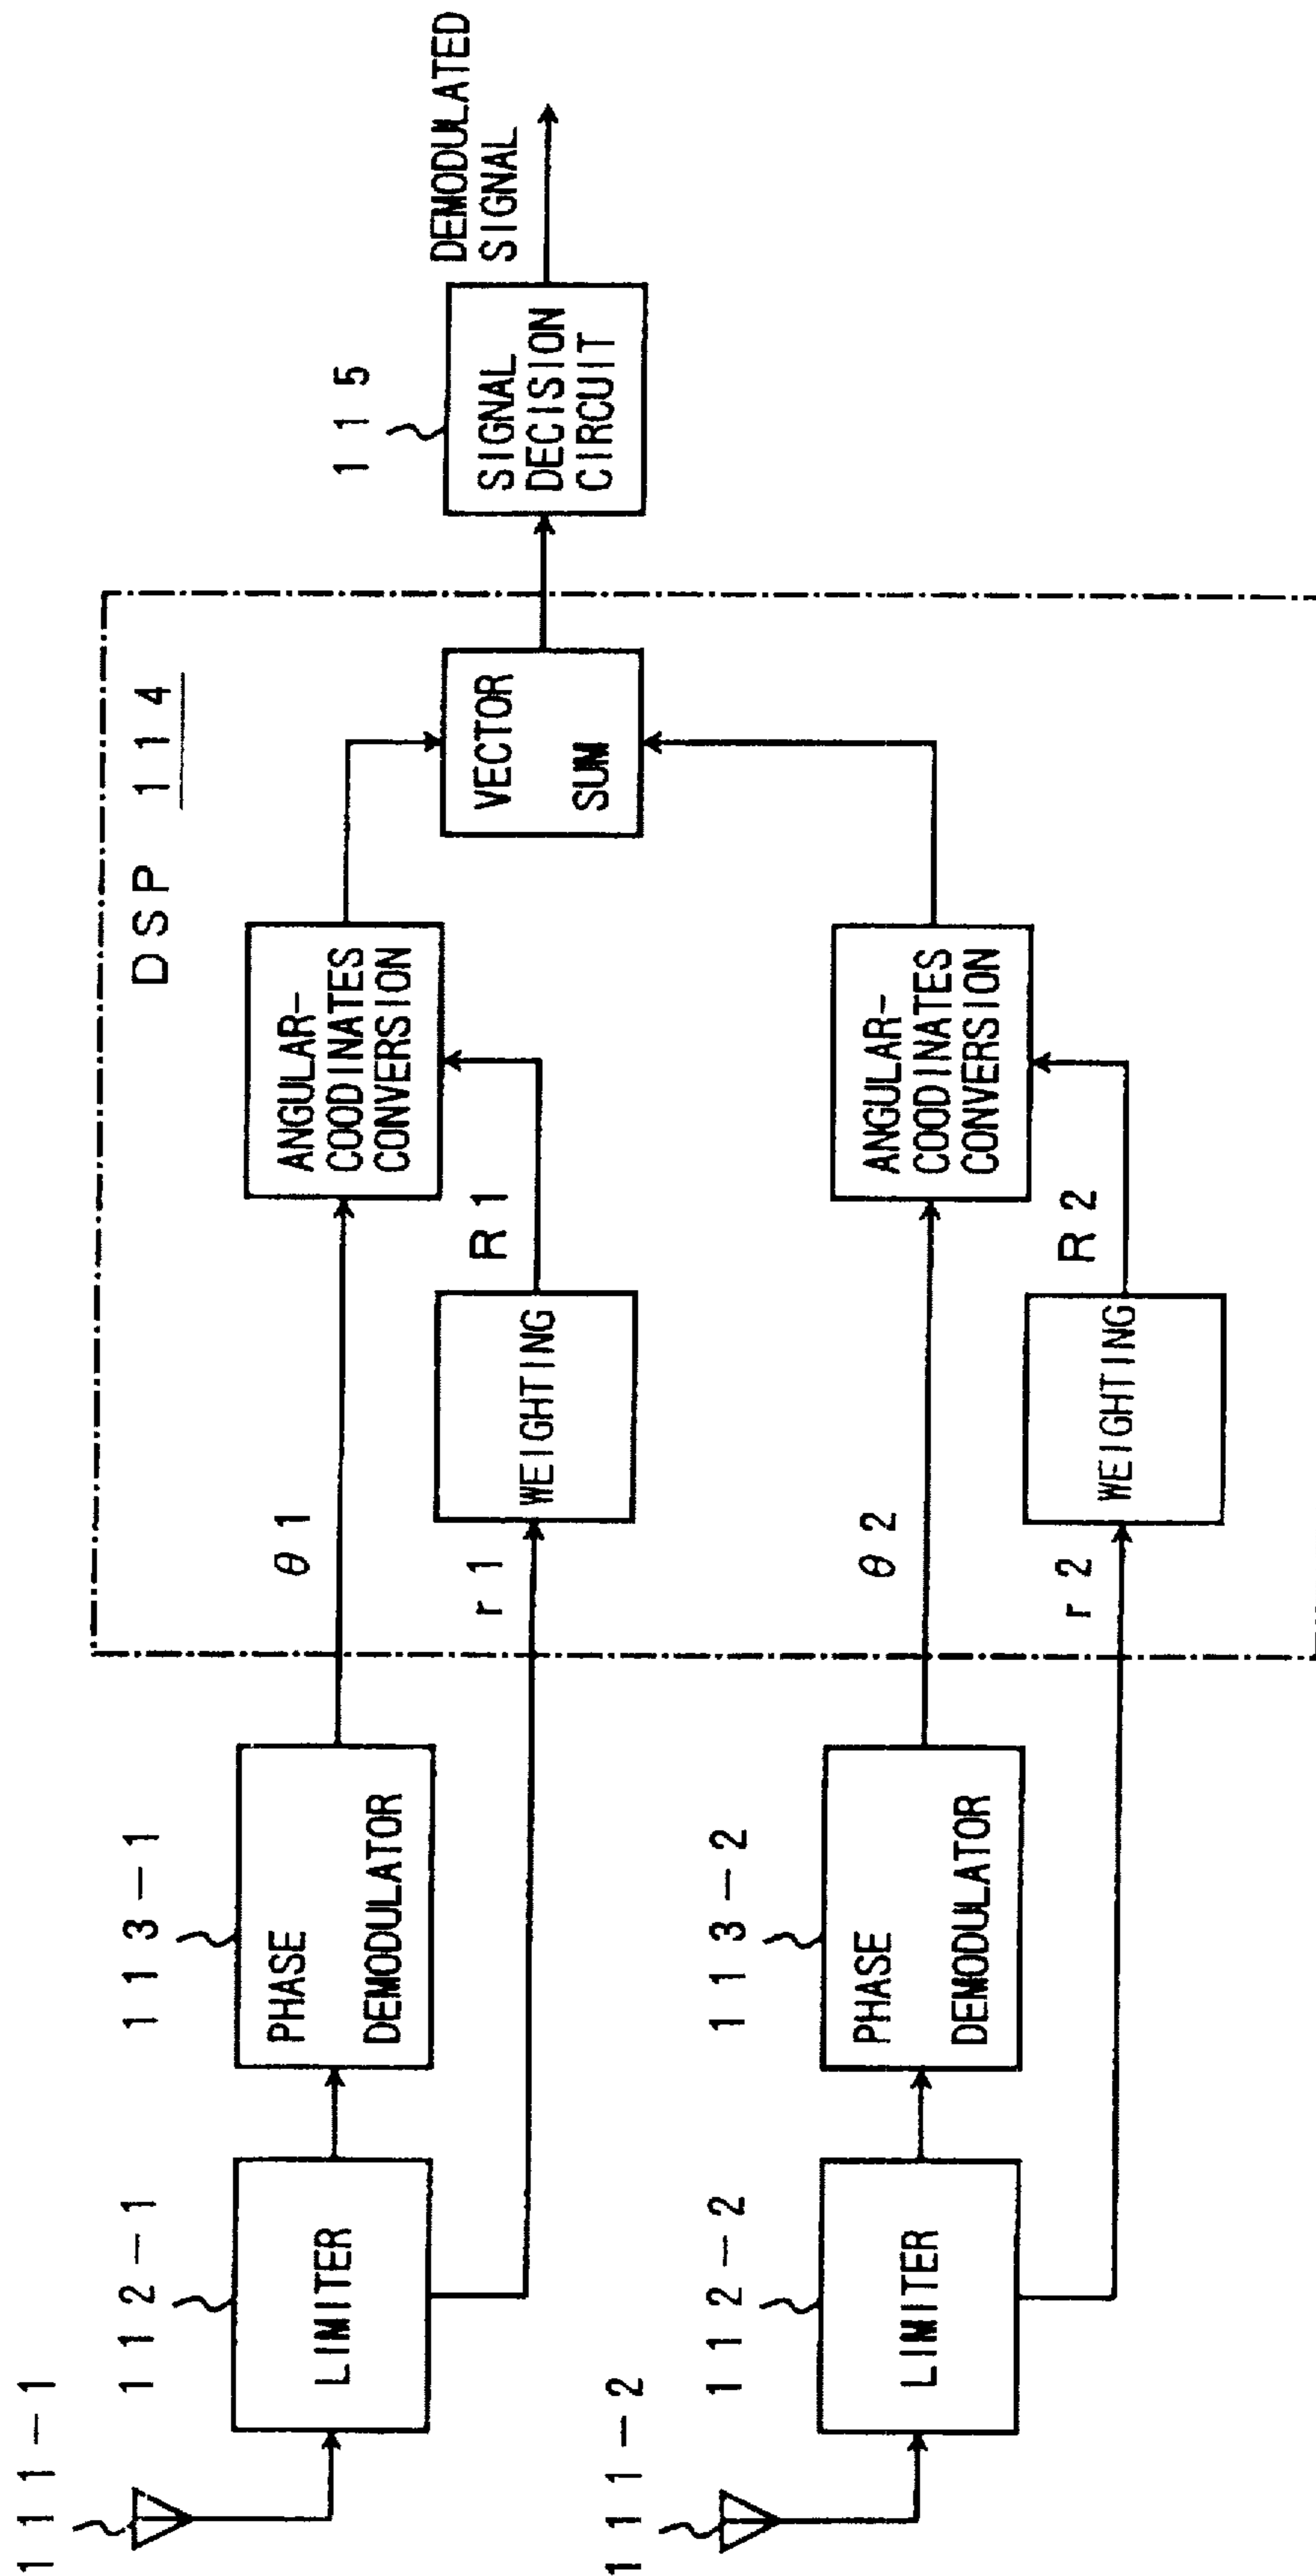 111-1
112-1
LIMITER
113-1
PHASE
DEMODULATOR
θ1
r1
WEIGHTING
R1
ANGULAR-
COODINATES
CONVERSION
DSP 114
VECTOR
SUM
115
SIGNAL
DECISION
CIRCUIT
DEMODULATED
SIGNAL
111-2
112-2
LIMITER
113-2
PHASE
DEMODULATOR
θ2
r2
WEIGHTING
R2
ANGULAR-
COODINATES
CONVERSION